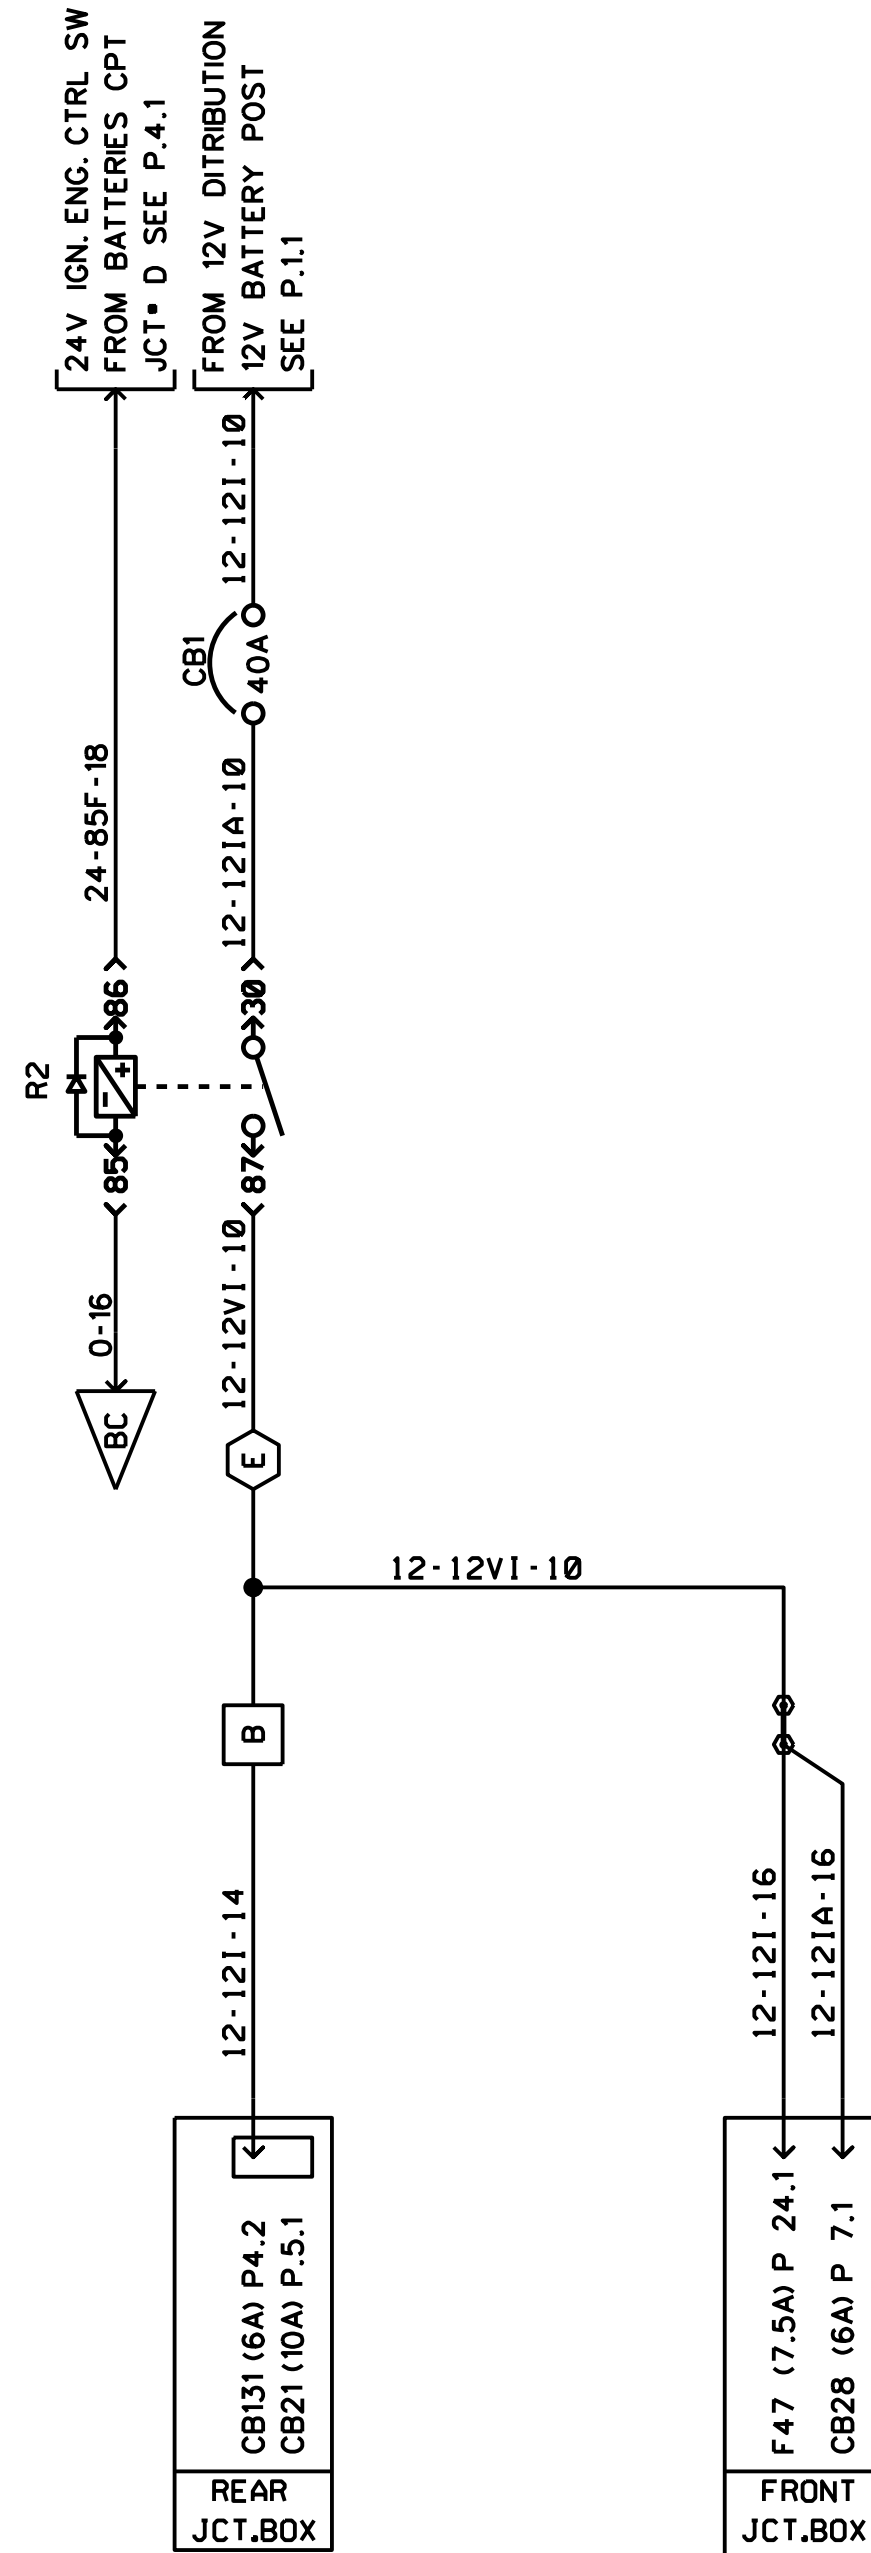 24V IGN. ENG. CTRL SW
FROM BATTERIES CPT
JCT. D SEE P.4.1
FROM 12V DITRIBUTION
12V BATTERY POST
SEE P.1.1
12-12I-10
CB1
40A
24-85F-18
12-12IA-10
86
30
R2
+
-
85
87
0-16
12-12VI-10
BC
E
12-12VI-10
B
12-12I-14
12-12I-16
12-12IA-16
CB131 (6A) P4.2
CB21 (10A) P.5.1
F47 (7.5A) P 24.1
CB28 (6A) P 7.1
REAR
JCT.BOX
FRONT
JCT.BOX